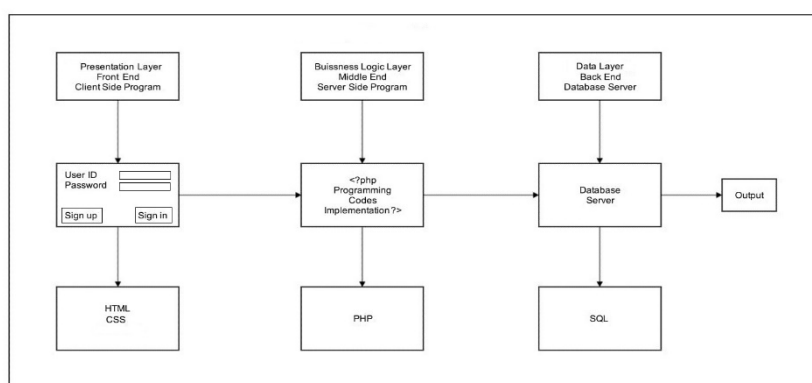 Presentation Layer
Front End
Client Side Program
Buissness Logic Layer
Middle End
Server Side Program
Data Layer
Back End
Database Server
User ID
Password
Sign up
Sign in
<?php
Programming
Codes
Implementation?>
Database
Server
Output
HTML
CSS
PHP
SQL